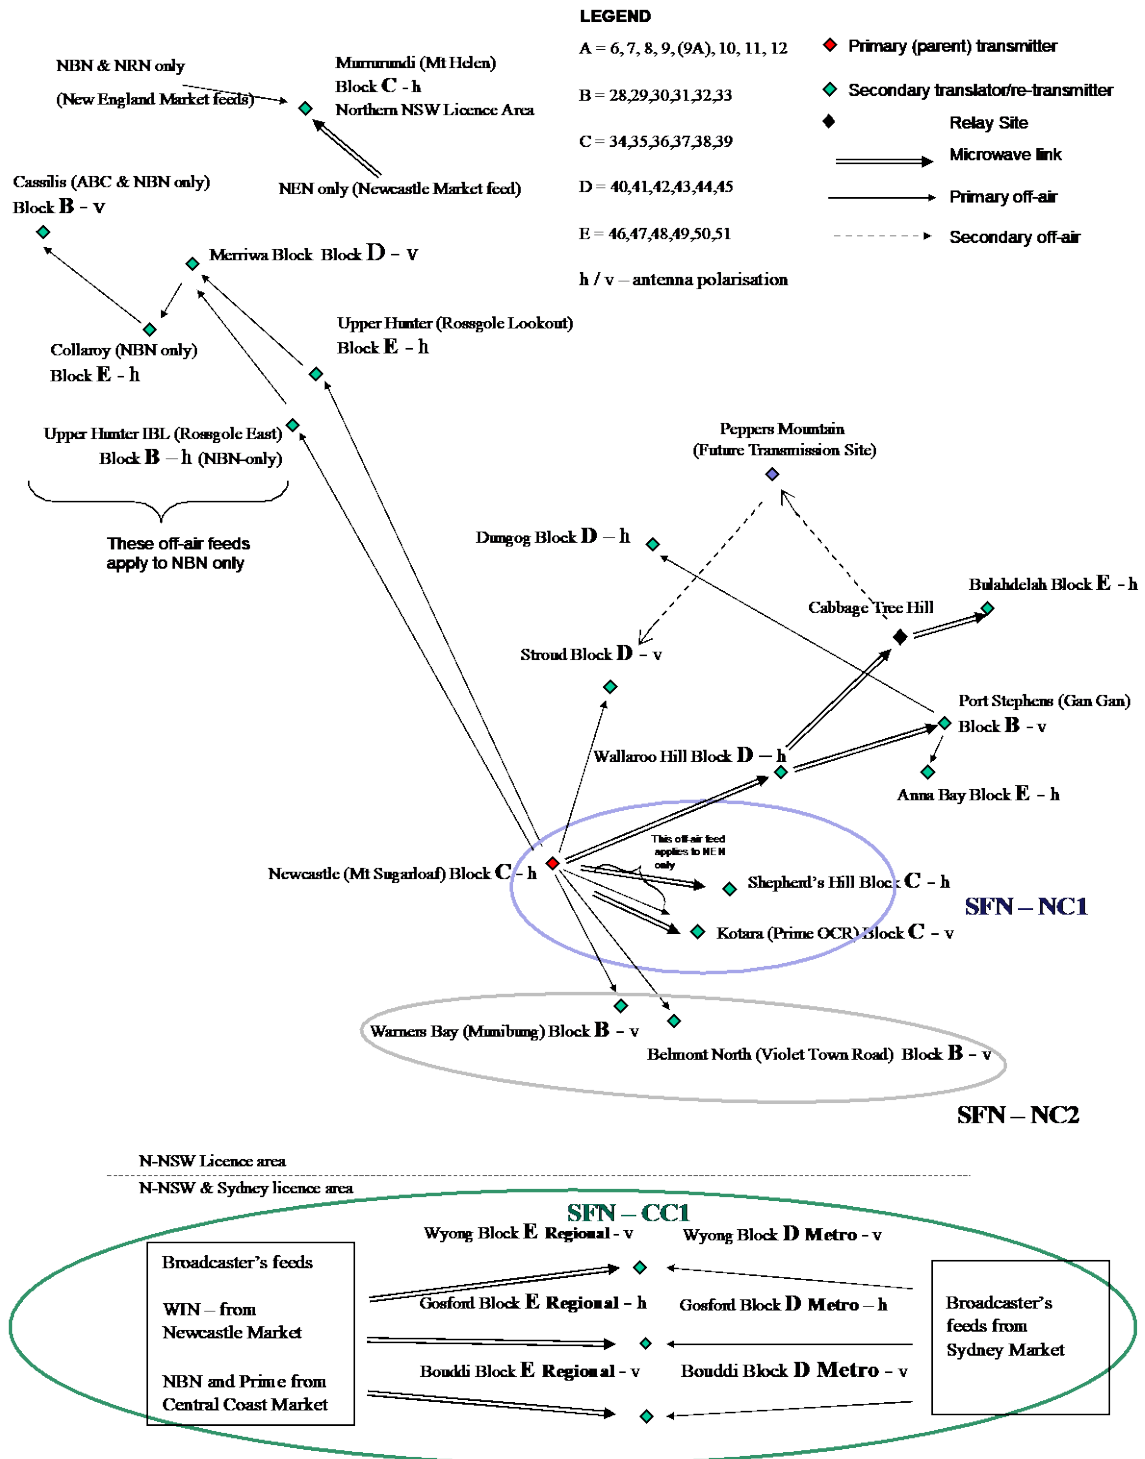 LEGEND
A = 6, 7, 8, 9, (9A), 10, 11, 12
B = 28,29,30,31,32,33
C = 34,35,36,37,38,39
D = 40,41,42,43,44,45
E = 46,47,48,49,50,51
h / v – antenna polarisation
Primary (parent) transmitter
Secondary translator/re-transmitter
Relay Site
Microwave link
Primary off-air
Secondary off-air
NBN & NRN only
(New England Market feeds)
Murrurundi (Mt Helen)
Block C - h
Northern NSW Licence Area
NEN only (Newcastle Market feed)
Cassilis (ABC & NBN only)
Block B - v
Merriwa Block Block D - v
Collaroy (NBN only)
Block E - h
Upper Hunter (Rossgole Lookout)
Block E - h
Upper Hunter IBL (Rossgole East)
Block B – h (NBN-only)
These off-air feeds
apply to NBN only
Peppers Mountain
(Future Transmission Site)
Dungog Block D – h
Bulahdelah Block E - h
Cabbage Tree Hill
Stroud Block D - v
Port Stephens (Gan Gan)
Block B - v
Wallaroo Hill Block D – h
Anna Bay Block E - h
This off-air feed
applies to NEN
only
Newcastle (Mt Sugarloaf) Block C - h
Shepherd's Hill Block C - h
SFN – NC1
Kotara (Prime OCR) Block C - v
Warners Bay (Munibung) Block B - v
Belmont North (Violet Town Road) Block B - v
SFN – NC2
N-NSW Licence area
N-NSW & Sydney licence area
SFN – CC1
Wyong Block E Regional - v
Wyong Block D Metro - v
Broadcaster's feeds
WIN – from
Newcastle Market
NBN and Prime from
Central Coast Market
Gosford Block E Regional - h
Gosford Block D Metro – h
Bouddi Block E Regional - v
Bouddi Block D Metro - v
Broadcaster's
feeds from
Sydney Market